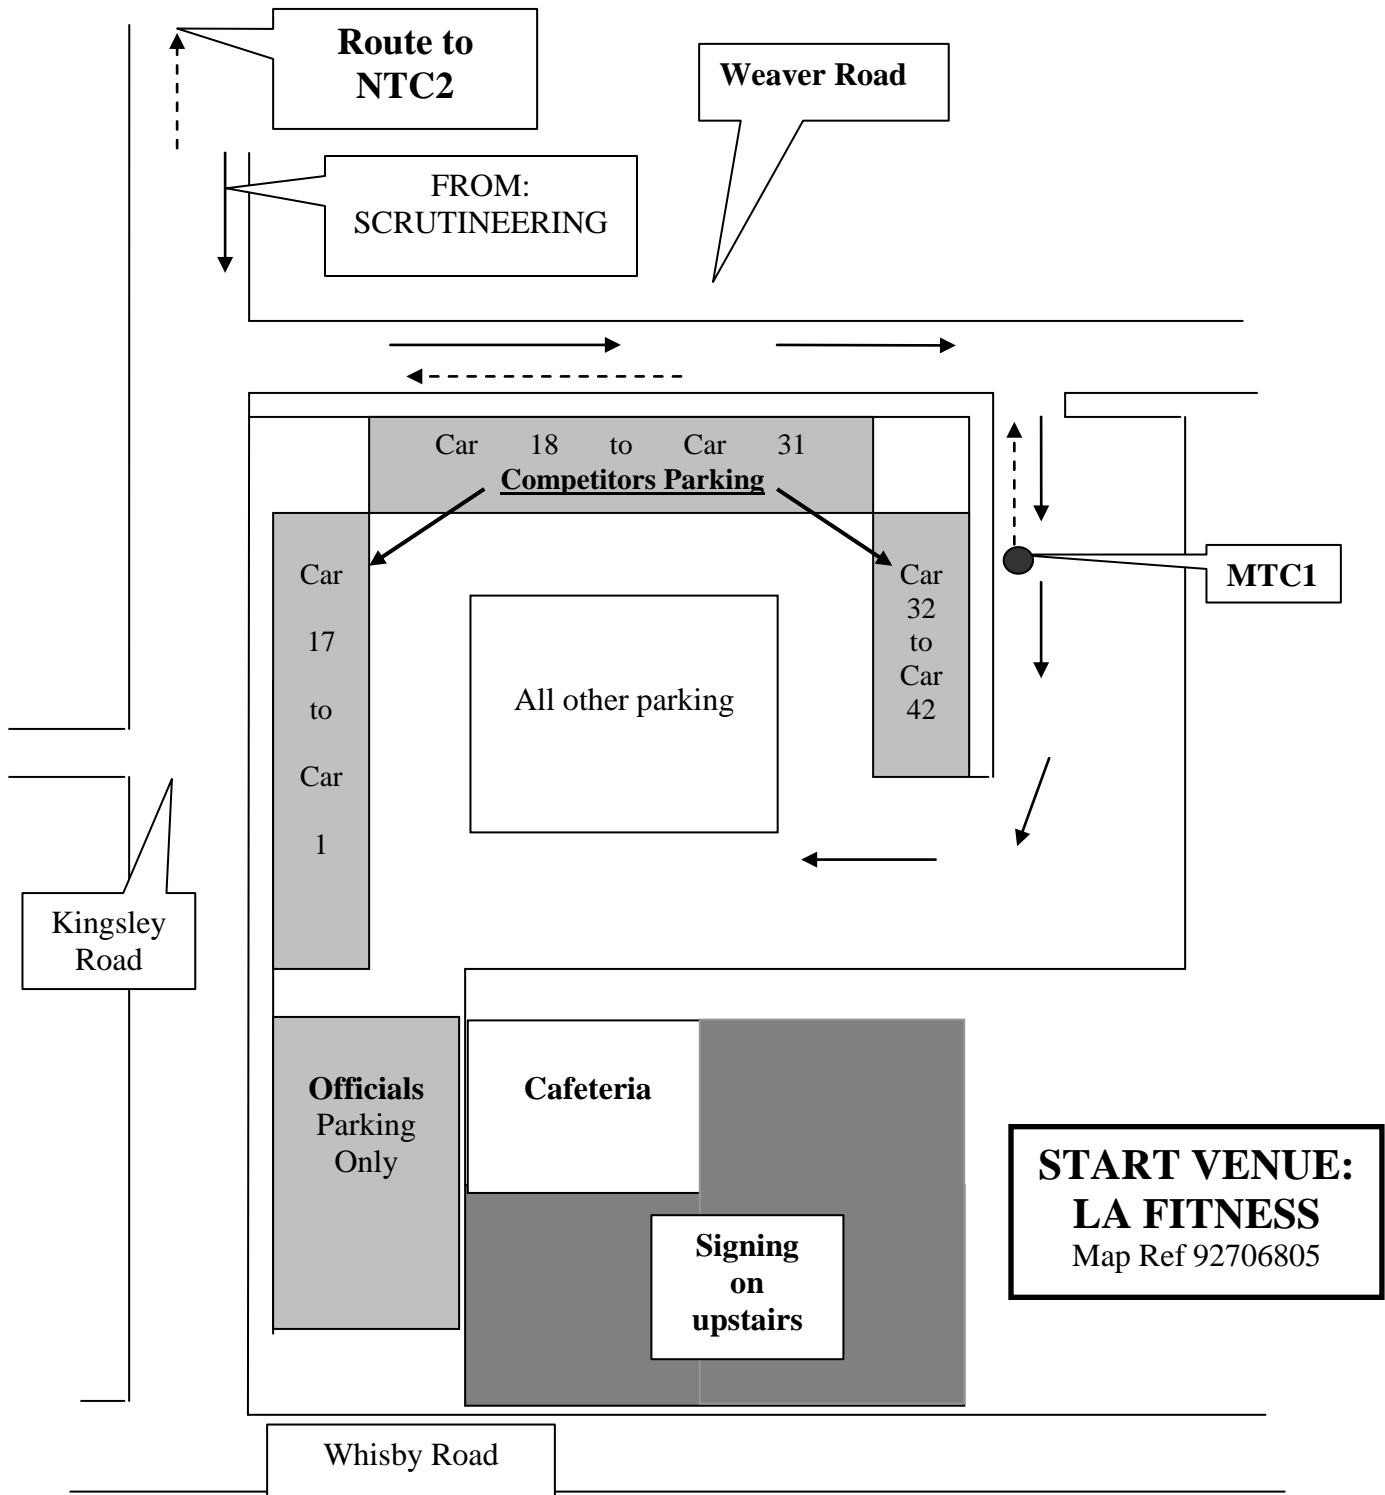 Route to
NTC2
Weaver Road
FROM:
SCRUTINEERING
Car 18 to Car 31
Competitors Parking
Car
17
to
Car
1
Car
32
to
Car
42
MTC1
All other parking
Kingsley
Road
Officials
Parking
Only
Cafeteria
START VENUE:
LA FITNESS
Map Ref 92706805
Signing
on
upstairs
Whisby Road